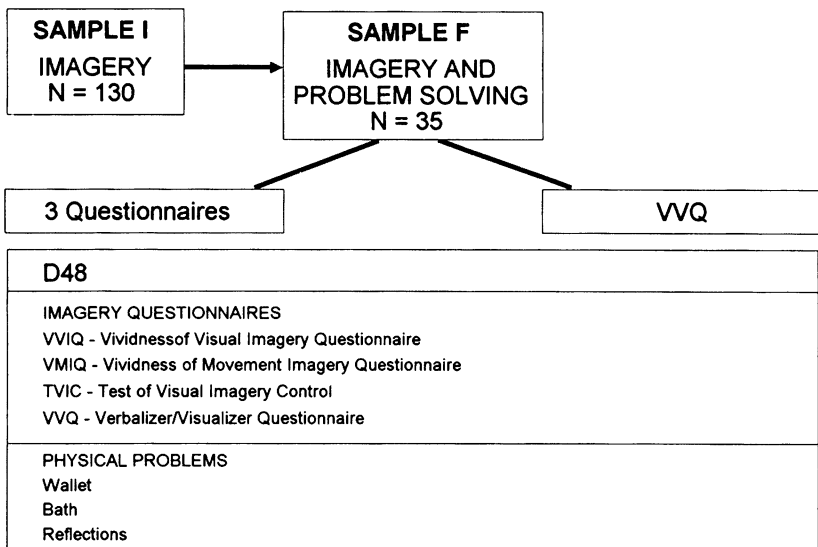 SAMPLE I
IMAGERY
N = 130
SAMPLE F
IMAGERY AND
PROBLEM SOLVING
N = 35
3 Questionnaires
VVQ
D48
IMAGERY QUESTIONNAIRES
VVIQ - Vividnessof Visual Imagery Questionnaire
VMIQ - Vividness of Movement Imagery Questionnaire
TVIC - Test of Visual Imagery Control
VVQ - Verbalizer/Visualizer Questionnaire
PHYSICAL PROBLEMS
Wallet
Bath
Reflections